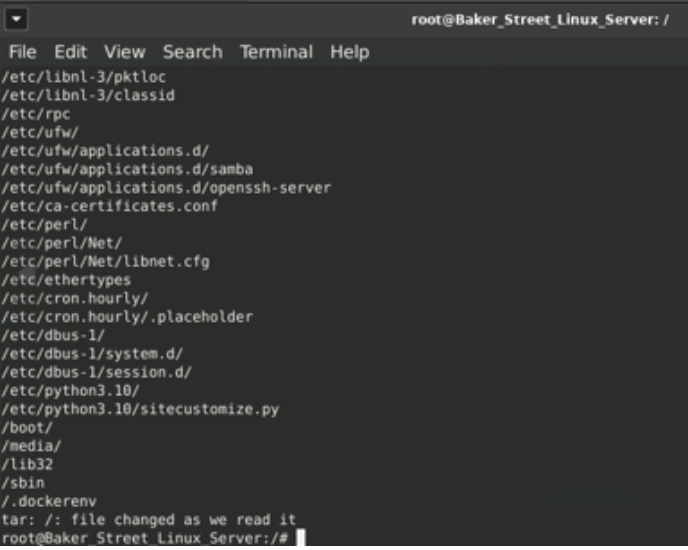 root@Baker_Street_Linux_Server: /
File Edit View Search Terminal Help
/etc/libnl-3/pktloc
/etc/libnl-3/classid
/etc/rpc
/etc/ufw/
/etc/ufw/applications.d/
/etc/ufw/applications.d/samba
/etc/ufw/applications.d/openssh-server
/etc/ca-certificates.conf
/etc/perl/
/etc/perl/Net/
/etc/perl/Net/libnet.cfg
/etc/ethertypes
/etc/cron.hourly/
/etc/cron.hourly/.placeholder
/etc/dbus-1/
/etc/dbus-1/system.d/
/etc/dbus-1/session.d/
/etc/python3.10/
/etc/python3.10/sitecustomize.py
/boot/
/media/
/lib32
/sbin
/.dockerenv
tar: /: file changed as we read it
root@Baker_Street_Linux_Server:/#